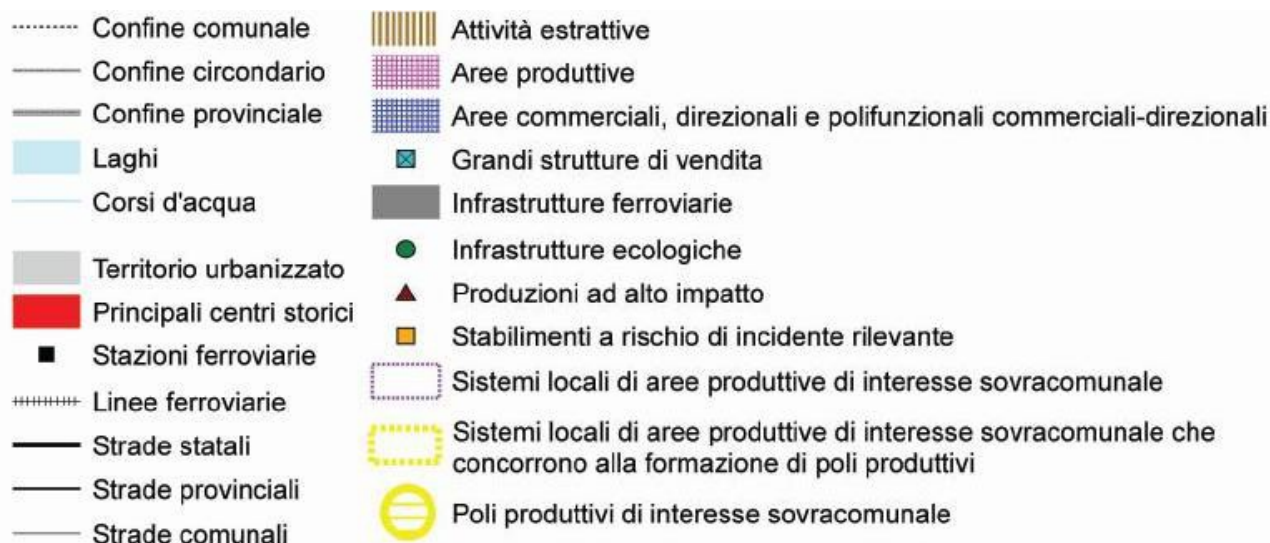 Confine comunale
Confine circondario
Confine provinciale
Laghi
Corsi d'acqua
Territorio urbanizzato
Principali centri storici
Stazioni ferroviarie
Linee ferroviarie
Strade statali
Strade provinciali
Strade comunali
Attività estrattive
Aree produttive
Aree commerciali, direzionali e polifunzionali commerciali-direzionali
Grandi strutture di vendita
Infrastrutture ferroviarie
Infrastrutture ecologiche
Produzioni ad alto impatto
Stabilimenti a rischio di incidente rilevante
Sistemi locali di aree produttive di interesse sovracomunale
Sistemi locali di aree produttive di interesse sovracomunale che
concorrono alla formazione di poli produttivi
Poli produttivi di interesse sovracomunale